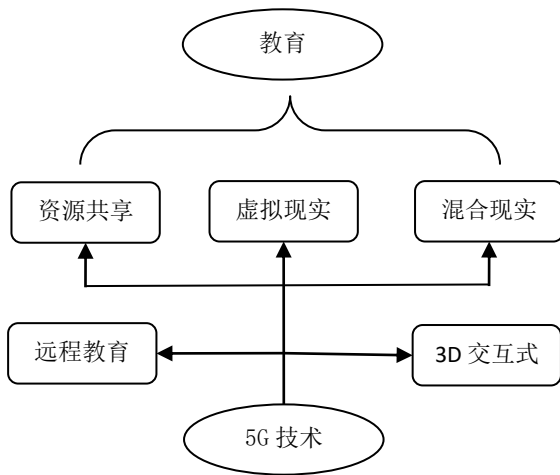 教育
资源共享
虚拟现实
混合现实
远程教育
3D 交互式
5G 技术